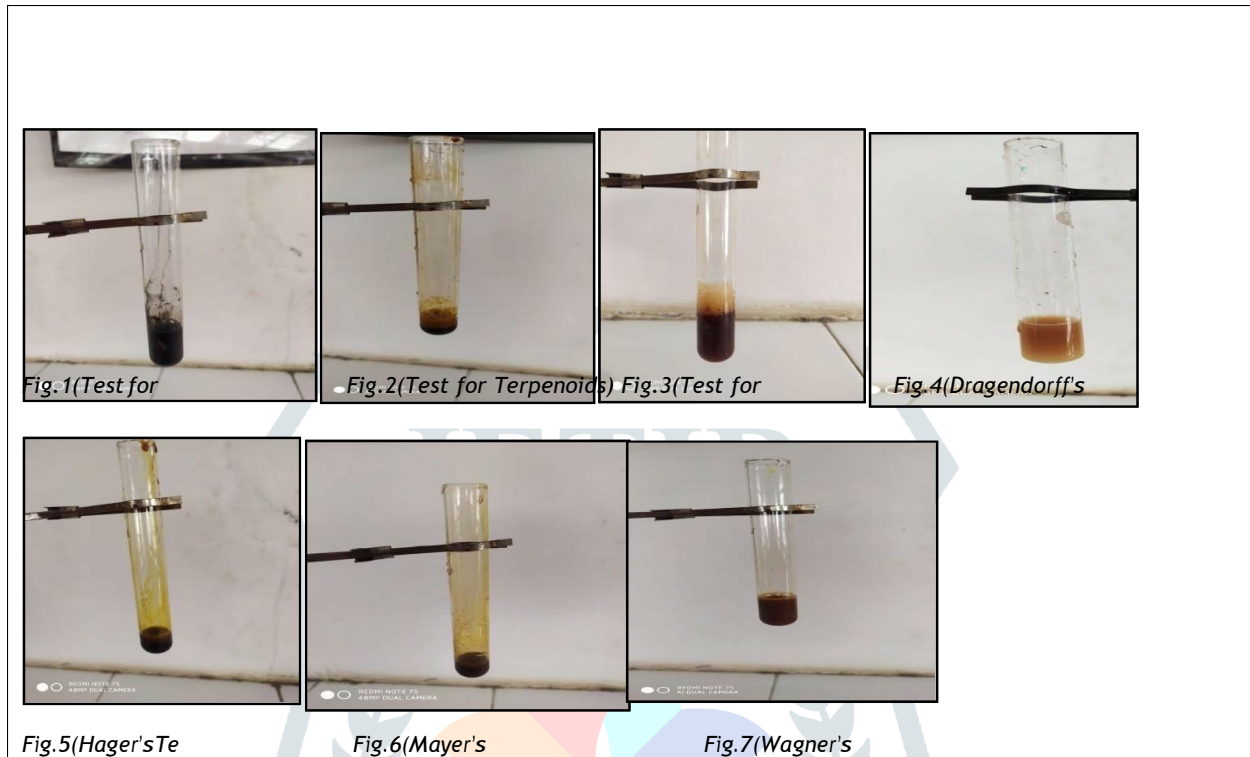 Fig.1(Test for
Fig.2(Test for Terpenoids)
Fig.3(Test for
Fig.4(Dragendorff's
JETIR
REDMI NOTE 7S
48MP DUAL CAMERA
REDMI NOTE 7S
48MP DUAL CAMERA
REDMI NOTE 7S
AI DUAL CAMERA
Fig.5(Hager'sTe
Fig.6(Mayer's
Fig.7(Wagner's